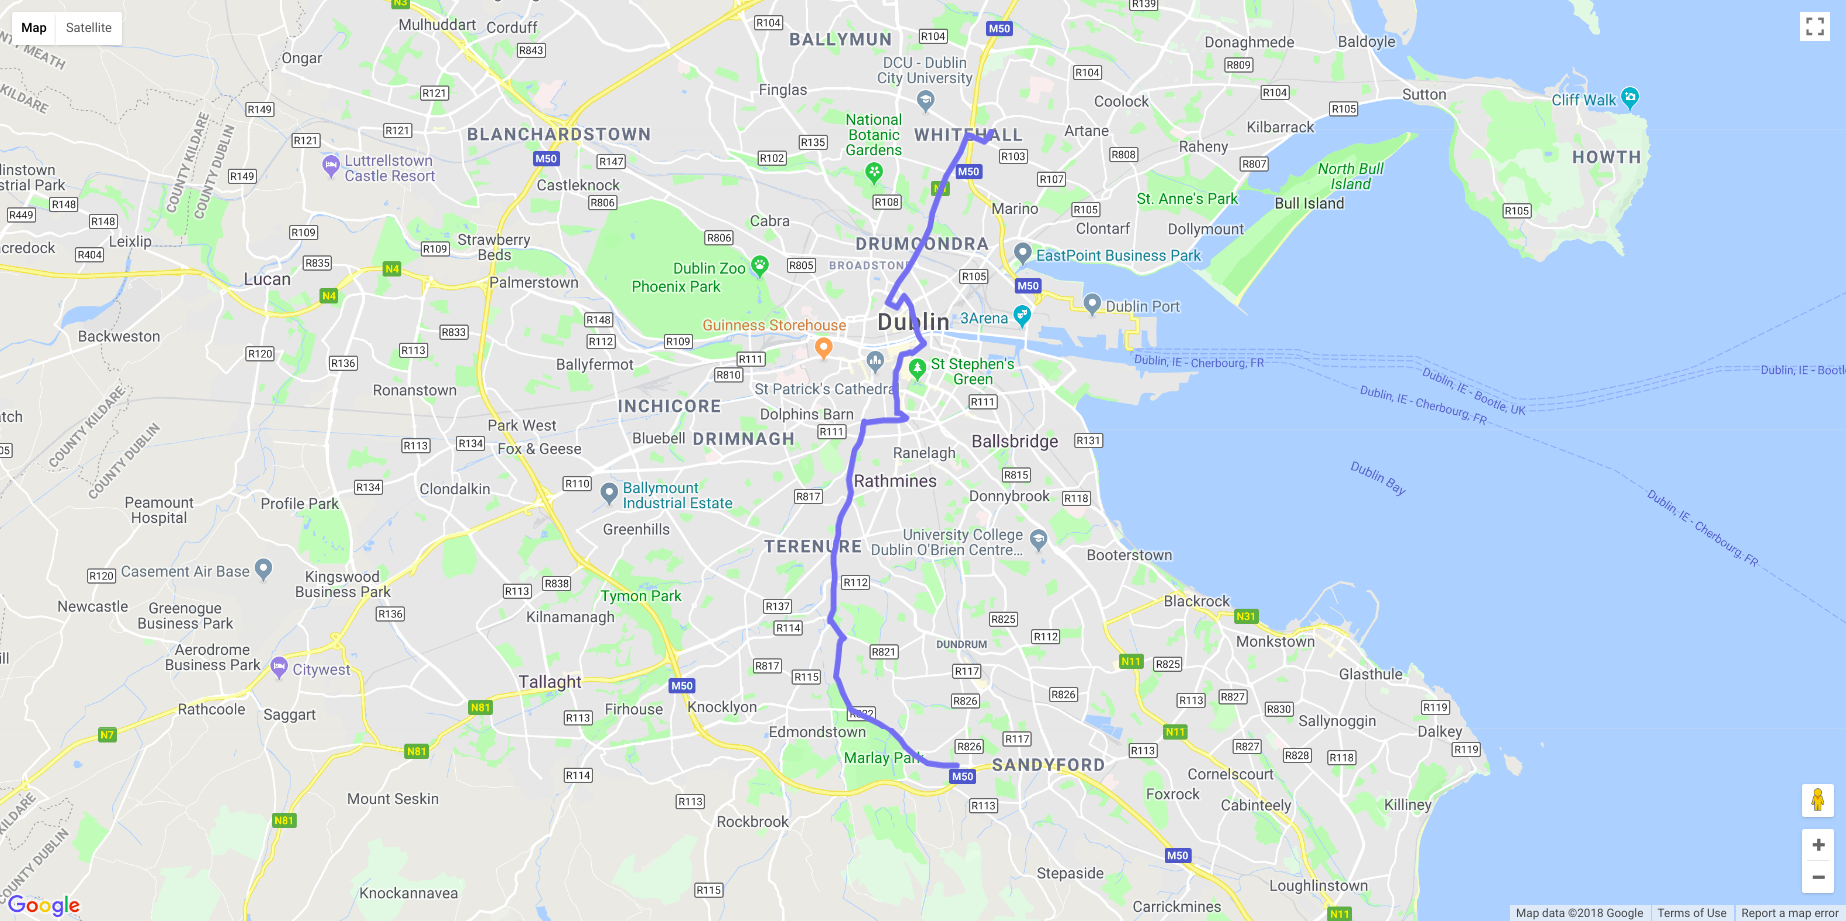 Map
Satellite
N3
Mulhuddart
Corduff
R104
BALLYMUN
R104
M50
R139
Donaghmede
Baldoyle
COUNTY MEATH
COUNTY KILDARE
Ongar
R843
DCU - Dublin
City University
R104
R809
Finglas
Coolock
R104
R105
Sutton
Cliff Walk
R149
R121
R121
R121
BLANCHARDSTOWN
R135
National
Botanic
Gardens
WHITEHALL
Artane
Kilbarrack
R103
R808
Raheny
HOWTH
COUNTY KILDARE
COUNTY DUBLIN
Luttrellstown
Castle Resort
M50
R147
R102
M50
R107
North Bull
Island
R149
Castleknock
R806
R108
St. Anne's Park
Bull Island
R148
R449
R148
R148
Leixlip
R404
R109
R835
Strawberry
Beds
R109
Cabra
R806
Marino
R105
Clontarf
Dollymount
R105
DRUMCONDRA
BROADSTONE
EastPoint Business Park
Lucan
N4
N4
Palmerstown
Dublin Zoo
Phoenix Park
R805
R105
M50
Dublin Port
Backweston
R833
R148
R112
R109
Guinness Storehouse
Dublin
3Arena
R120
R136
R113
Ballyfermot
R111
R810
St Patrick's Cathedral
St Stephen's
Green
Dublin, IE - Cherbourg, FR
Dublin, IE - Bootle, UK
Dublin, IE - Cherbourg, FR
Dublin, IE - Bootle
Ronanstown
INCHICORE
Dolphins Barn
R111
R111
COUNTY KILDARE
COUNTY DUBLIN
Park West
Fox & Geese
R113
R134
Bluebell
DRIMNAGH
Ballsbridge
R131
Ranelagh
Rathmines
R815
R134
Clondalkin
R110
Ballymount
Industrial Estate
R817
Donnybrook
R118
Dublin Bay
Dublin, IE - Cherbourg, FR
Peamount
Hospital
Profile Park
Greenhills
TERENURE
University College
Dublin O'Brien Centre...
Booterstown
Casement Air Base
R120
Kingswood
Business Park
R838
R113
R112
Newcastle
Greenogue
Business Park
R136
Kilnamanagh
Tymon Park
R137
R114
R825
R112
Blackrock
N31
Monkstown
Aerodrome
Business Park
Citywest
R821
DUNDRUM
R817
R115
R117
N11
R825
Glasthule
Tallaght
M50
R826
R826
R113
R827
R830
R119
Rathcoole
Saggart
N81
R113
Firhouse
Knocklyon
R822
Sallynoggin
Dalkey
N7
N81
Edmondstown
R826
R117
R113
N11
R827
R828
R118
R119
Marlay Park
M50
SANDYFORD
Cornelscourt
R114
Mount Seskin
R113
R113
Foxrock
Cabinteely
Killiney
N81
Rockbrook
COUNTY KILDARE
COUNTY DUBLIN
M50
Stepaside
Knockannavea
R115
Loughlinstown
Carrickmines
N11
Google
Map data ©2018 Google
Terms of Use
Report a map error